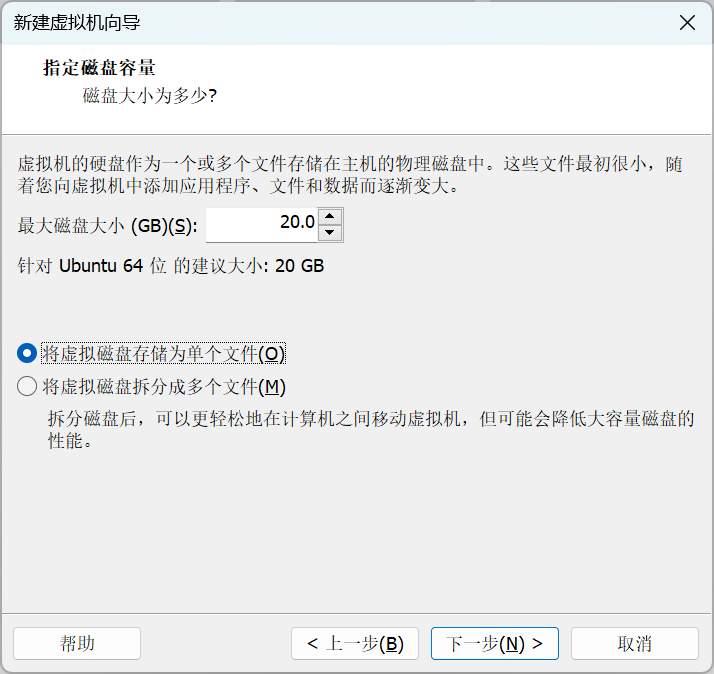 新建虚拟机向导
指定磁盘容量
磁盘大小为多少?
虚拟机的硬盘作为一个或多个文件存储在主机的物理磁盘中。这些文件最初很小，随
着您向虚拟机中添加应用程序、文件和数据而逐渐变大。
最大磁盘大小 (GB)(S): 20.0
针对 Ubuntu 64 位 的建议大小: 20 GB
将虚拟磁盘存储为单个文件(O)
将虚拟磁盘拆分成多个文件(M)
拆分磁盘后，可以更轻松地在计算机之间移动虚拟机，但可能会降低大容量磁盘的
性能。
帮助 < 上一步(B) 下一步(N) > 取消